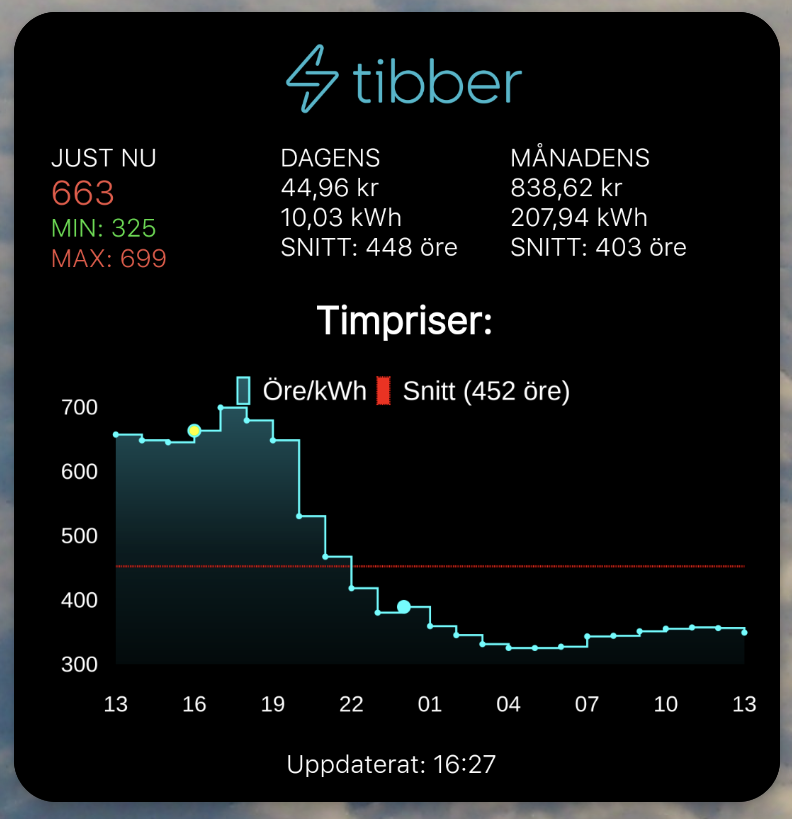 tibber
JUST NU
663
MIN: 325
MAX: 699
DAGENS
44,96 kr
10,03 kWh
SNITT: 448 öre
MÅNADENS
838,62 kr
207,94 kWh
SNITT: 403 öre
Timpriser:
Öre/kWh Snitt (452 öre)
700
600
500
400
300
13 16 19 22 01 04 07 10 13
Uppdaterat: 16:27